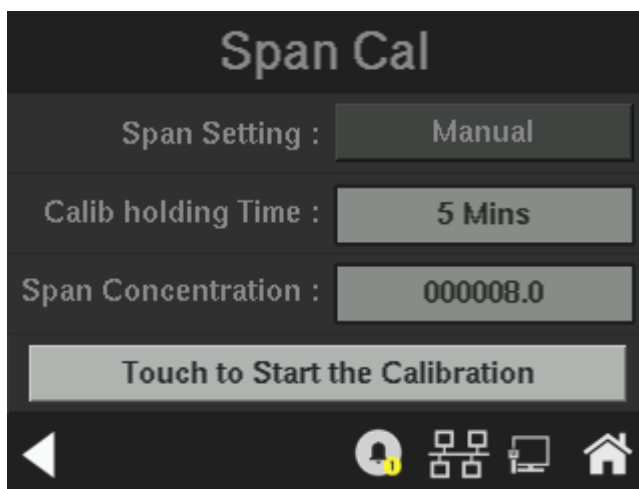 Span Cal
Span Setting : Manual
Calib holding Time : 5 Mins
Span Concentration : 000008.0
Touch to Start the Calibration
1